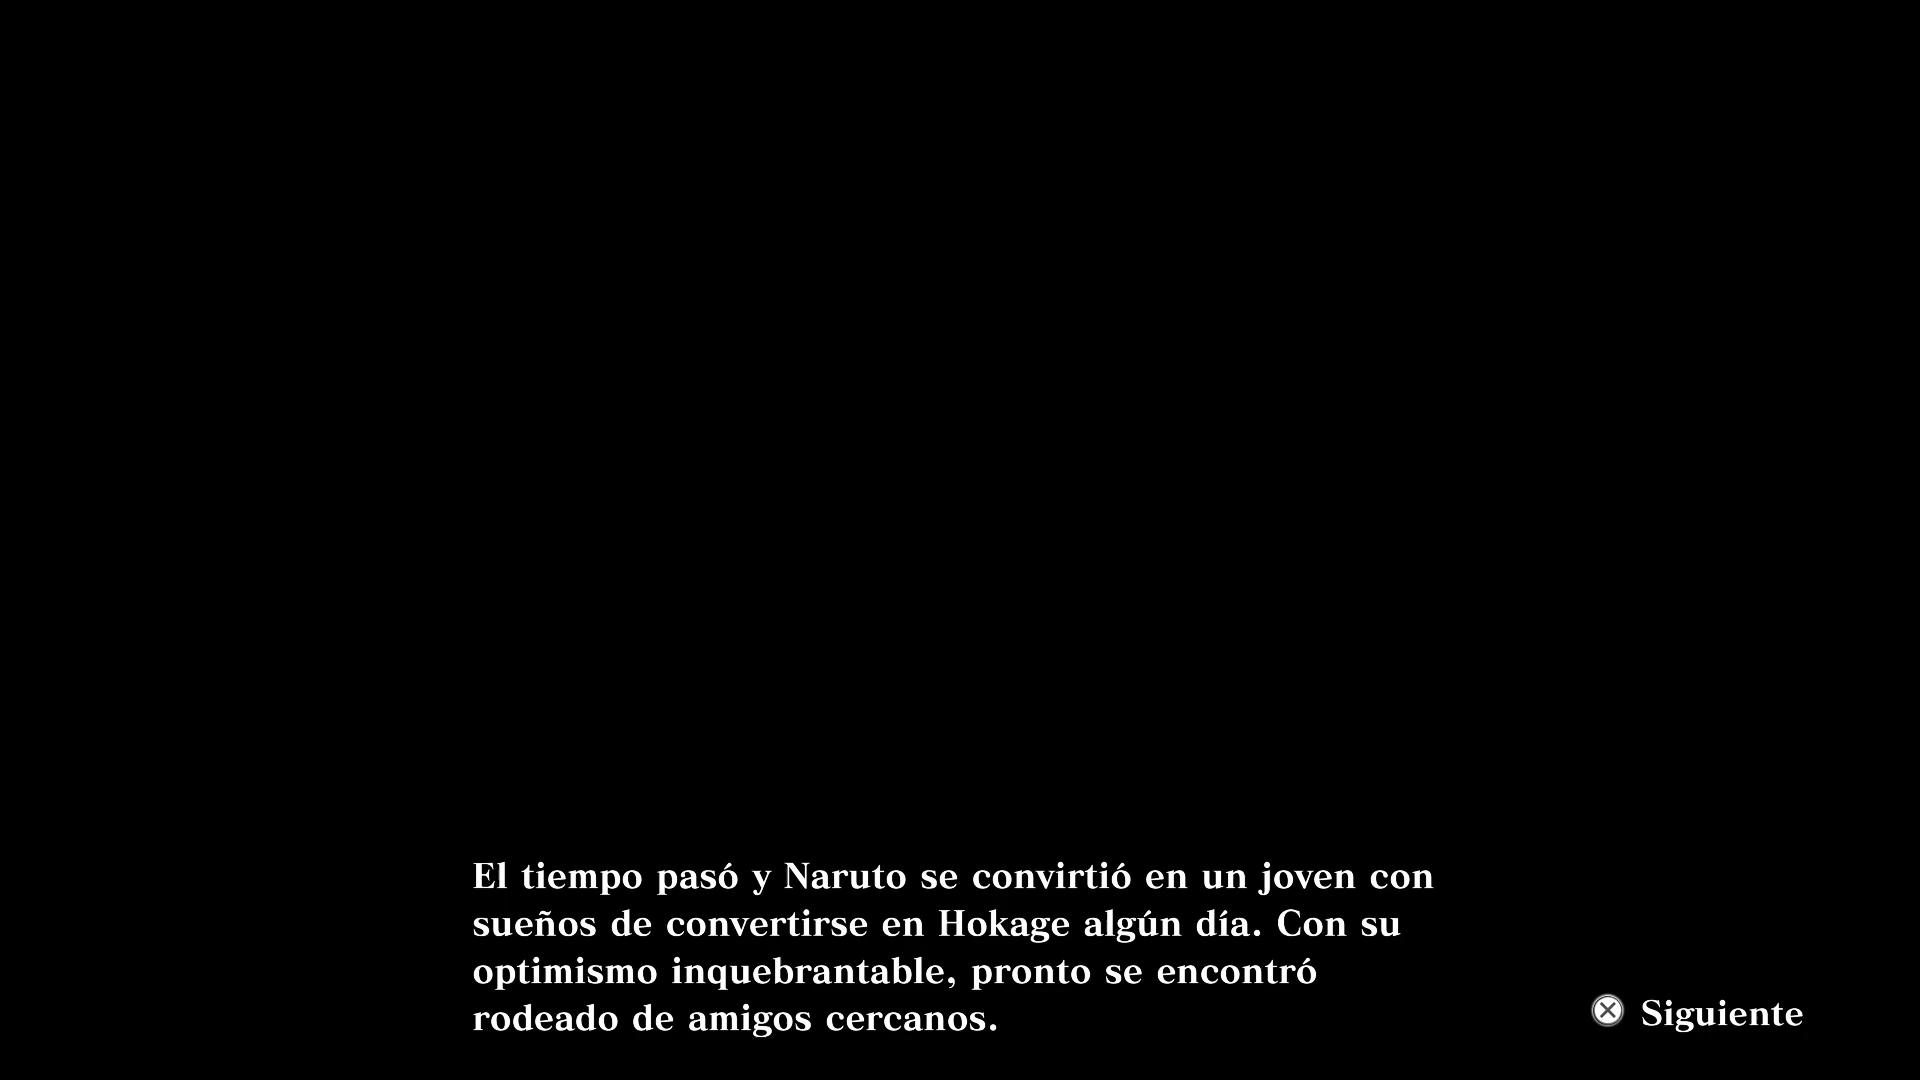 El tiempo pasó y Naruto se convirtió en un joven con
sueños de convertirse en Hokage algún día. Con su
optimismo inquebrantable, pronto se encontró
rodeado de amigos cercanos.
Siguiente